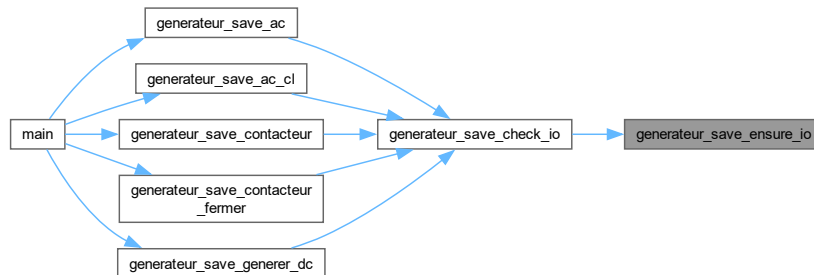 generateur_save_ac
generateur_save_ac_cl
main
generateur_save_contacteur
generateur_save_check_io
generateur_save_ensure_io
generateur_save_contacteur
_fermer
generateur_save_generer_dc